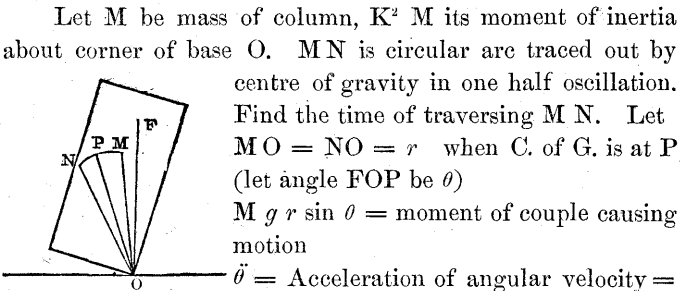 Let M be mass of column, K² M its moment of inertia
about corner of base O. M N is circular arc traced out by
centre of gravity in one half oscillation.
Find the time of traversing M N. Let
M O = NO = r when C. of G. is at P
(let angle FOP be θ)
M g r sin θ = moment of couple causing
motion
θ̈ = Acceleration of angular velocity =
F
P M
N
O